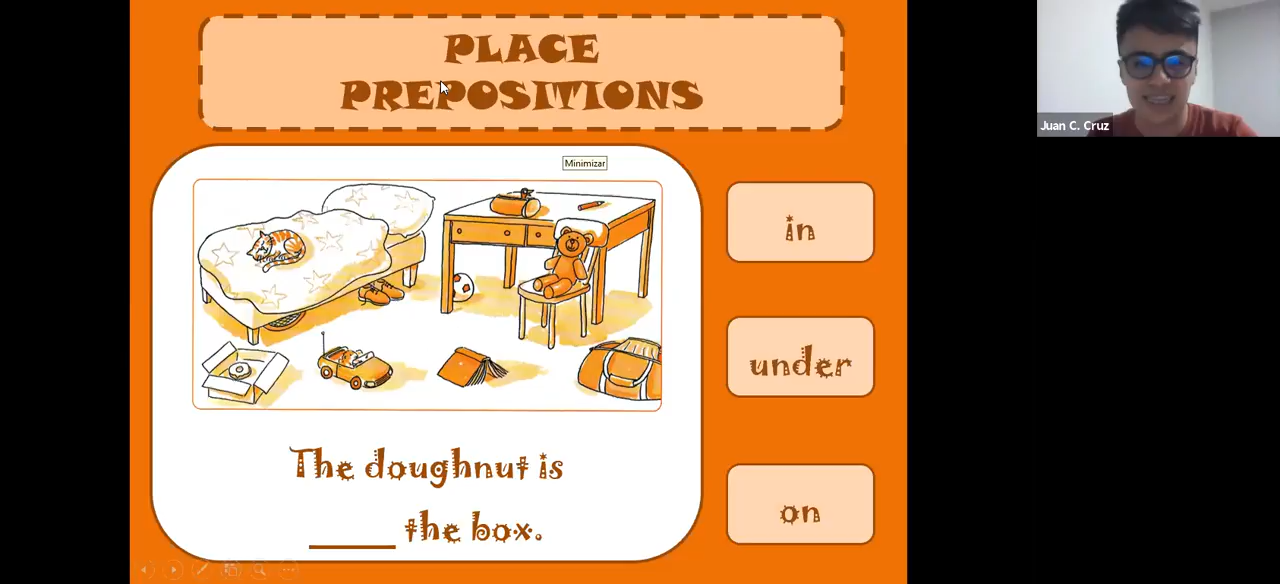 PLACE
PREPOSITIONS
Minimizar
Juan C. Cruz
in
under
on
The doughnut is
_____ the box.